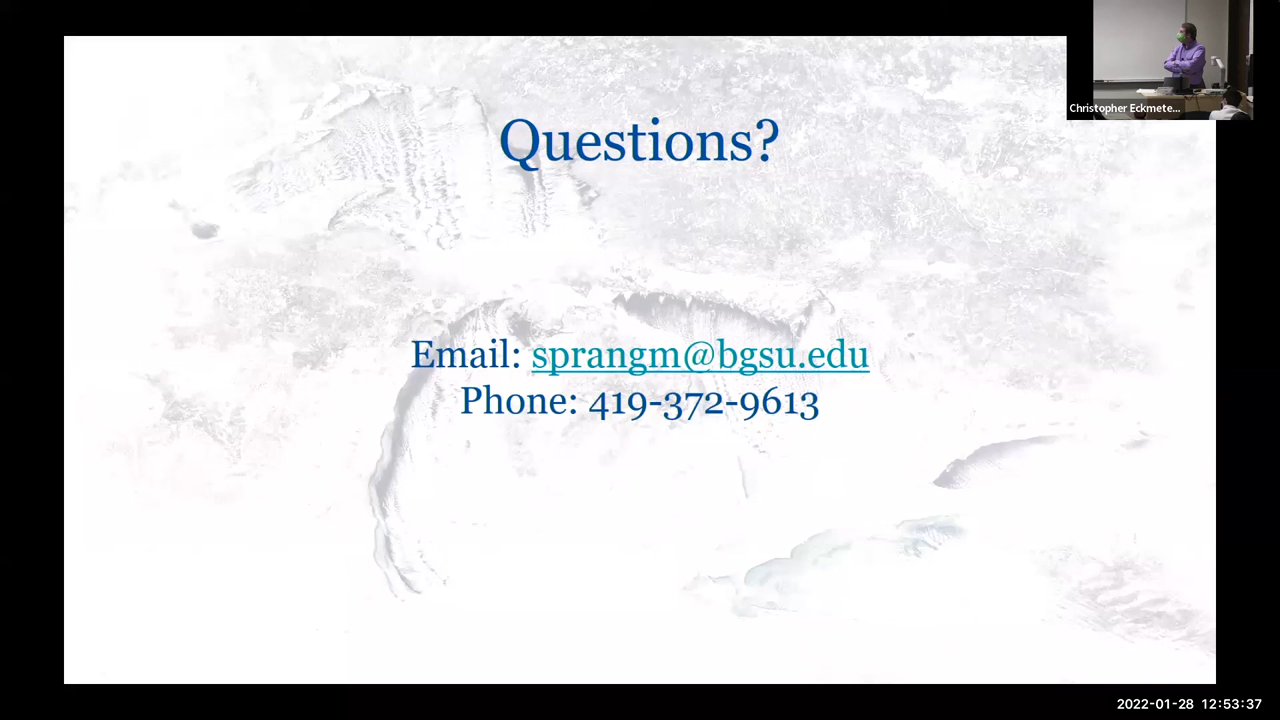 Christopher Eckmete...
Questions?
Email: sprangm@bgsu.edu
Phone: 419-372-9613
2022-01-28 12:53:37